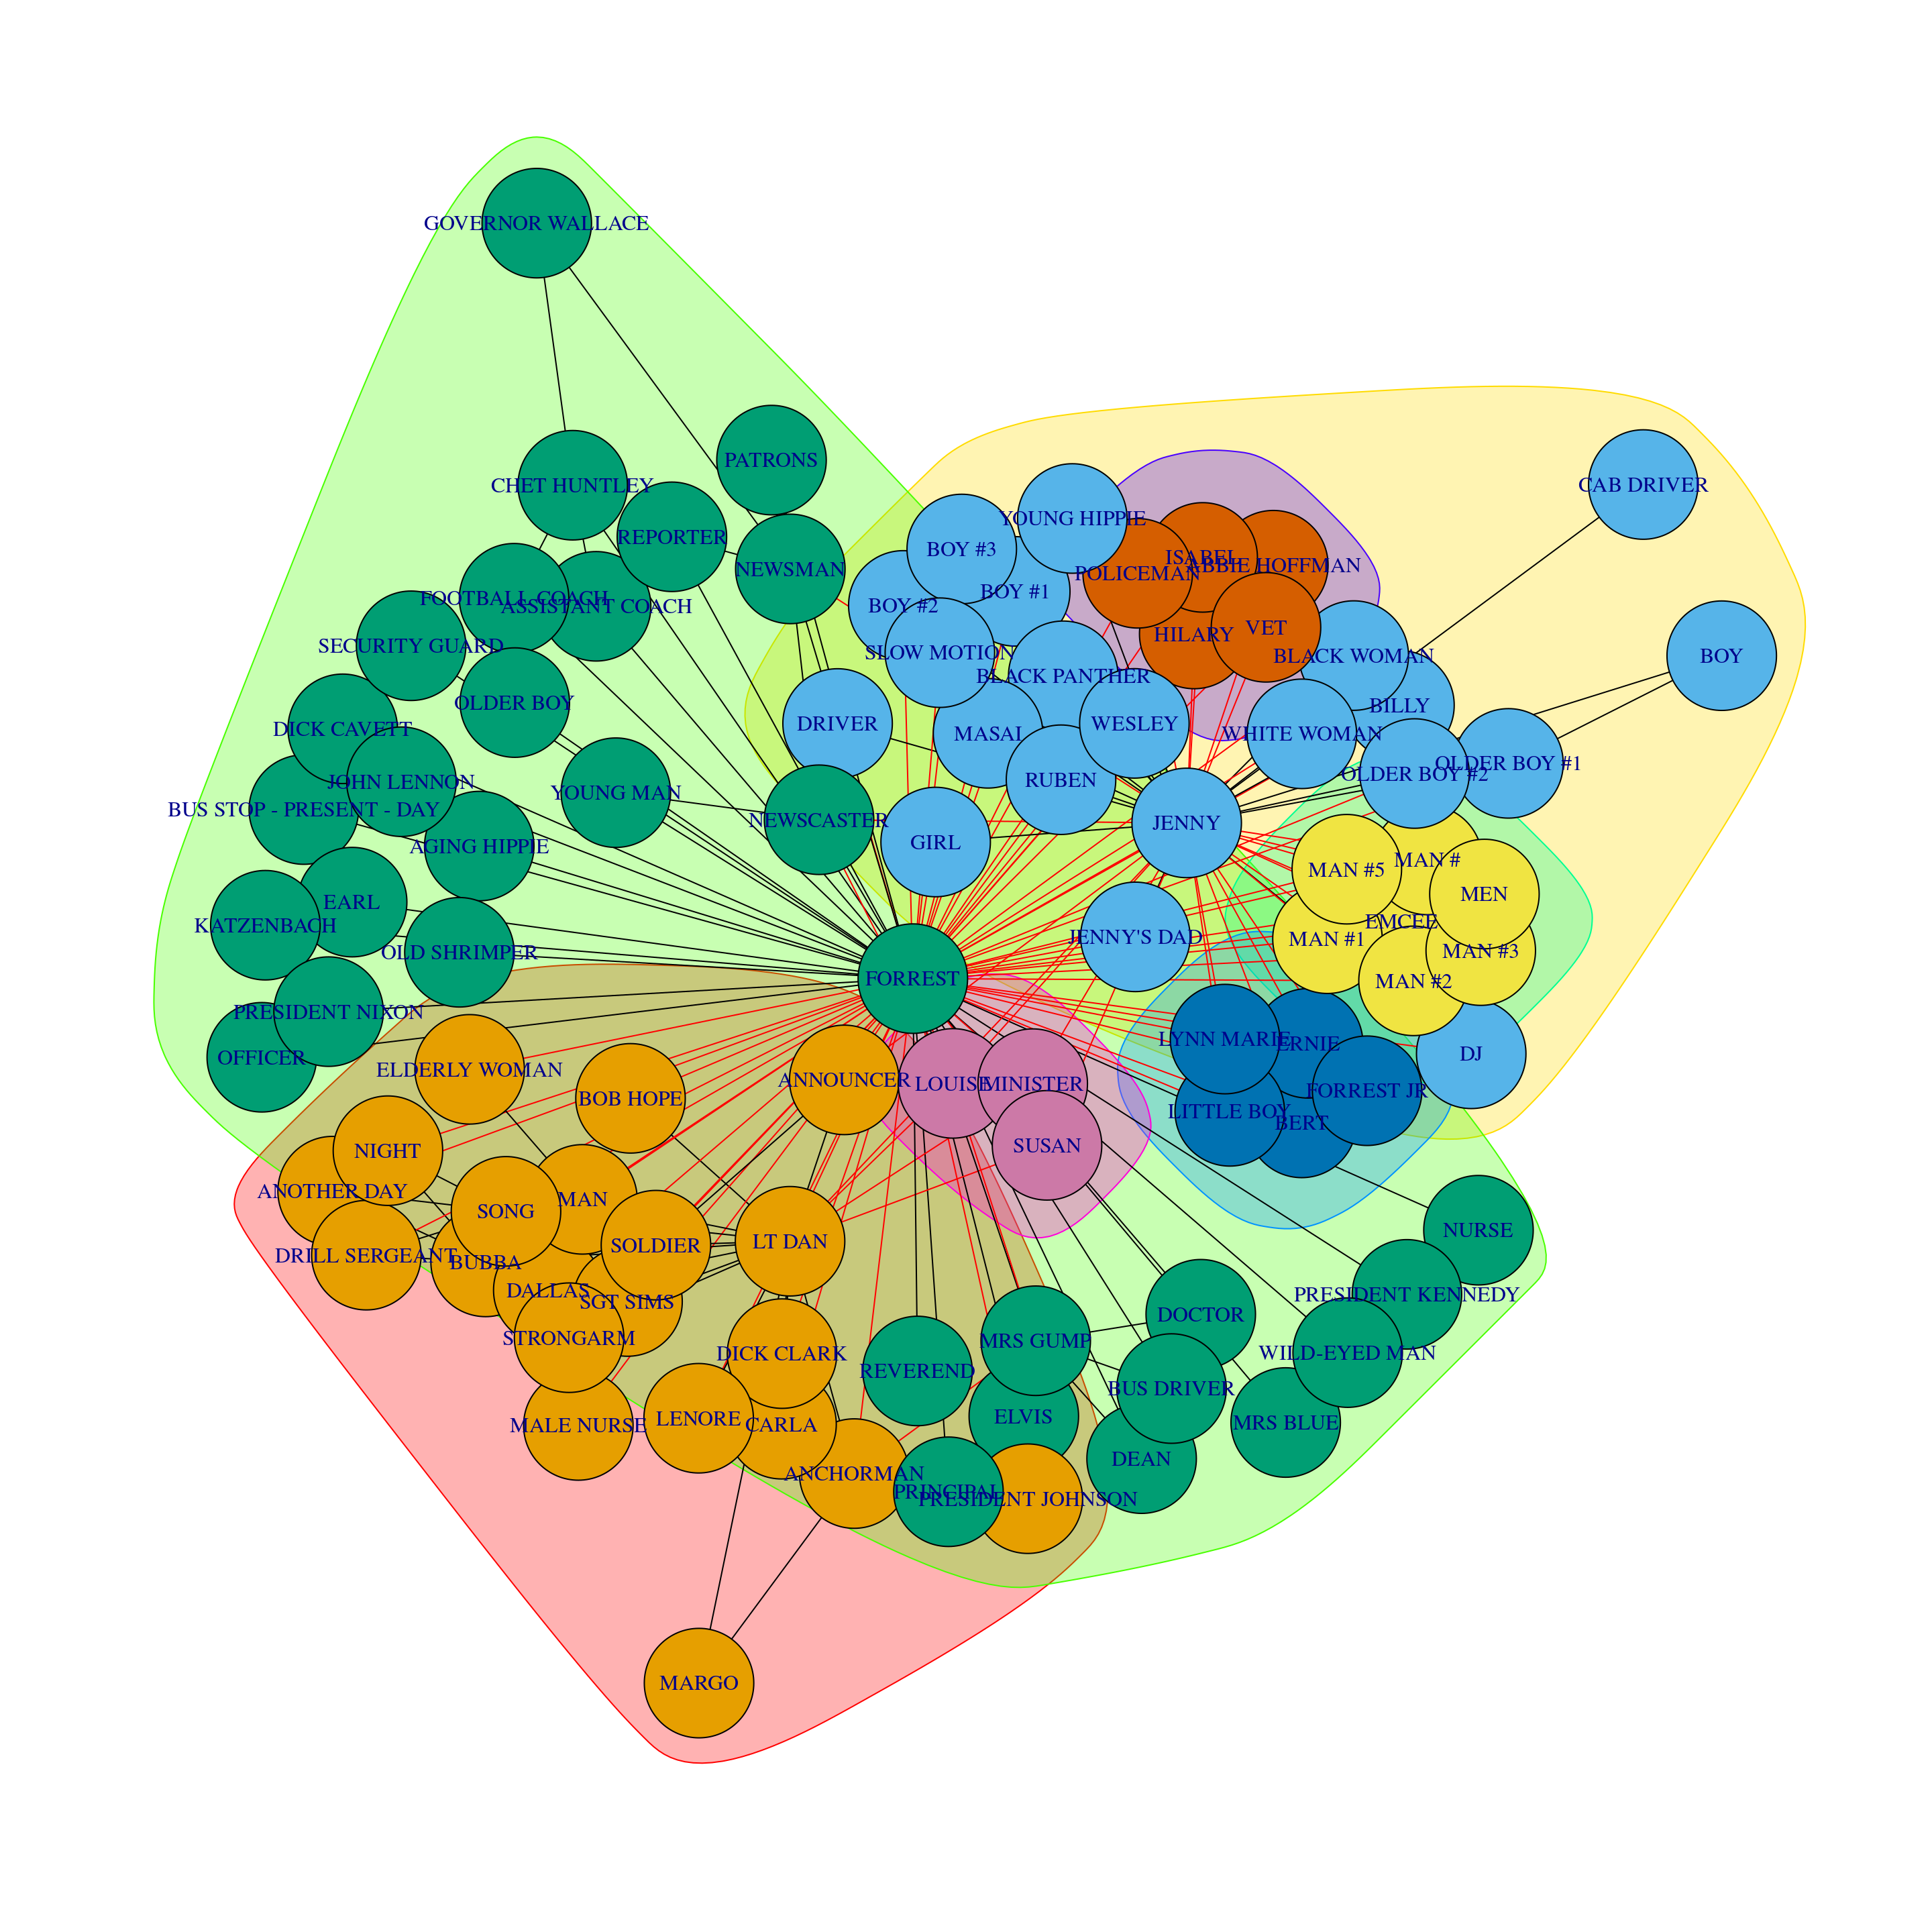 GOVERNOR WALLACE
PATRONS
CHET HUNTLEY
CAB DRIVER
YOUNG HIPPIE
REPORTER
BOY #3
ISABEL
ABBIE HOFFMAN
NEWSMAN
POLICEMAN
BOY #1
FOOTBALL COACH
ASSISTANT COACH
BOY #2
VET
HILARY
SECURITY GUARD
SLOW MOTION
BLACK WOMAN
BOY
BLACK PANTHER
OLDER BOY
BILLY
DICK CAVETT
DRIVER
WESLEY
MASAI
WHITE WOMAN
OLDER BOY #1
OLDER BOY #2
JOHN LENNON
RUBEN
YOUNG MAN
BUS STOP - PRESENT - DAY
NEWSCASTER
JENNY
GIRL
AGING HIPPIE
MAN #
MAN #5
MEN
EARL
EMCEE
KATZENBACH
JENNY'S DAD
MAN #1
MAN #3
OLD SHRIMPER
FORREST
MAN #2
PRESIDENT NIXON
LYNN MARIE
ERNIE
DJ
OFFICER
ELDERLY WOMAN
ANNOUNCER
LOUISE
MINISTER
FORREST JR
BOB HOPE
LITTLE BOY
BERT
SUSAN
NIGHT
ANOTHER DAY
MAN
SONG
NURSE
LT DAN
SOLDIER
DRILL SERGEANT
BUBBA
DALLAS
PRESIDENT KENNEDY
SGT SIMS
DOCTOR
STRONGARM
MRS GUMP
DICK CLARK
WILD-EYED MAN
REVEREND
BUS DRIVER
LENORE
ELVIS
MRS BLUE
MALE NURSE
CARLA
DEAN
ANCHORMAN
PRINCIPAL
PRESIDENT JOHNSON
MARGO